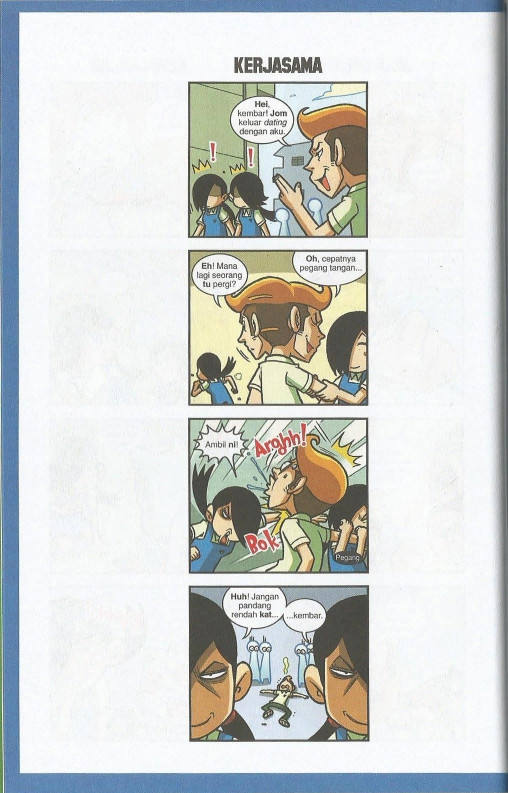 KERJASAMA
Hei,
kembar! Jom
keluar dating
dengan aku.
!
!
Eh! Mana
lagi seorang
tu pergi?
Oh, cepatnya
pegang tangan...
Ambil ni!
Arghh!
Bok
Pegang
Huh! Jangan
pandang
rendah kat...
...kembar.